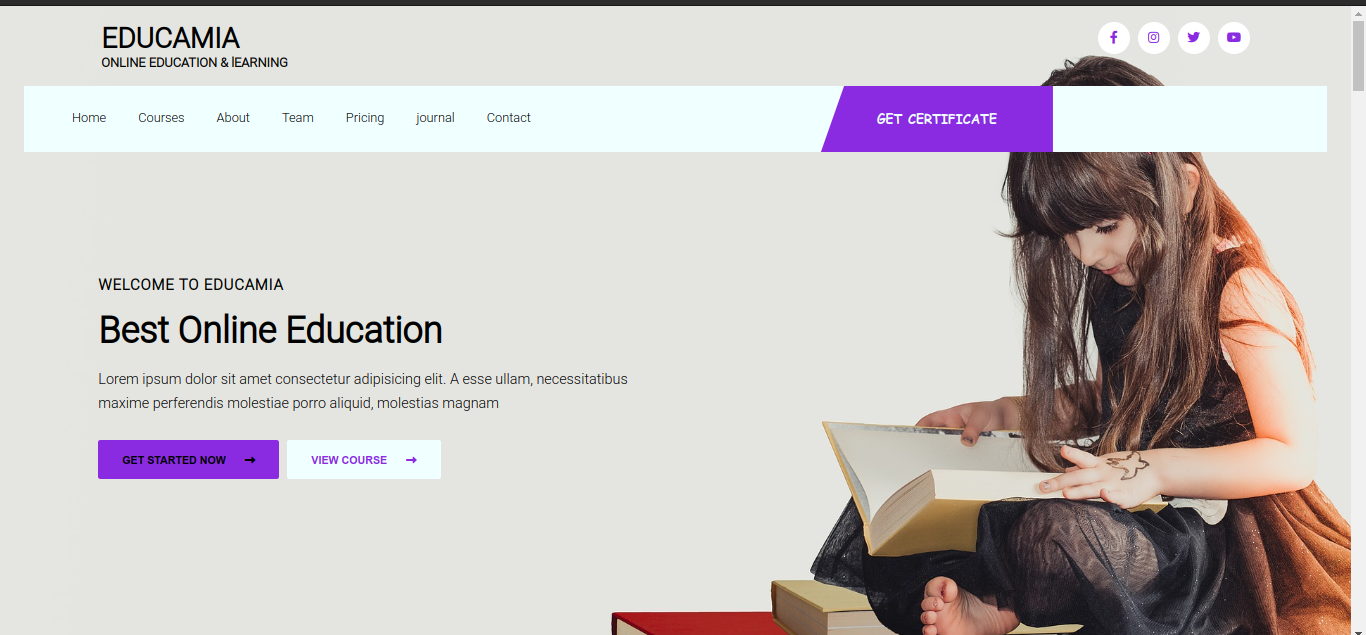 EDUCAMIA
ONLINE EDUCATION & lEARNING
Home Courses About Team Pricing journal Contact GET CERTIFICATE
WELCOME TO EDUCAMIA
Best Online Education
Lorem ipsum dolor sit amet consectetur adipisicing elit. A esse ullam, necessitatibus
maxime perferendis molestiae porro aliquid, molestias magnam
GET STARTED NOW VIEW COURSE